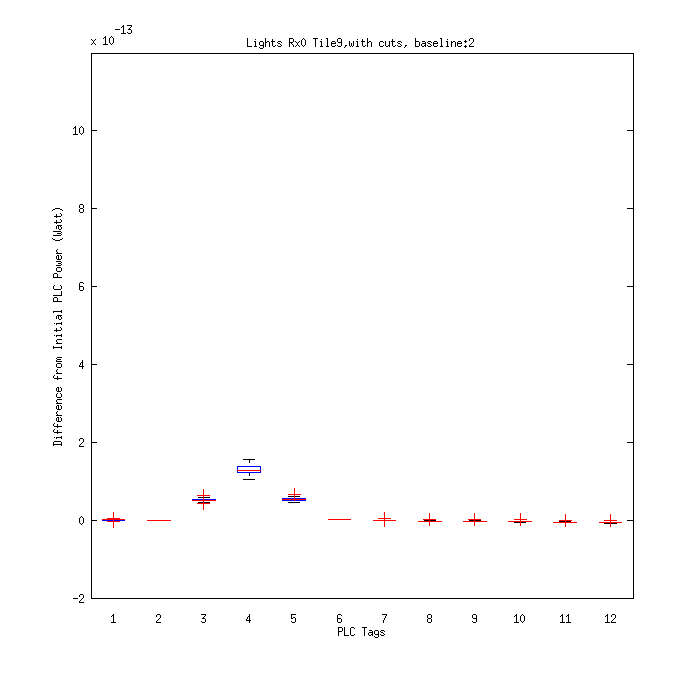 x 10-13
Lights Rx0 Tile9,with cuts, baseline:2
10
8
6
4
2
0
-2
Difference from Initial PLC Power (Watt)
1 2 3 4 5 6 7 8 9 10 11 12
PLC Tags